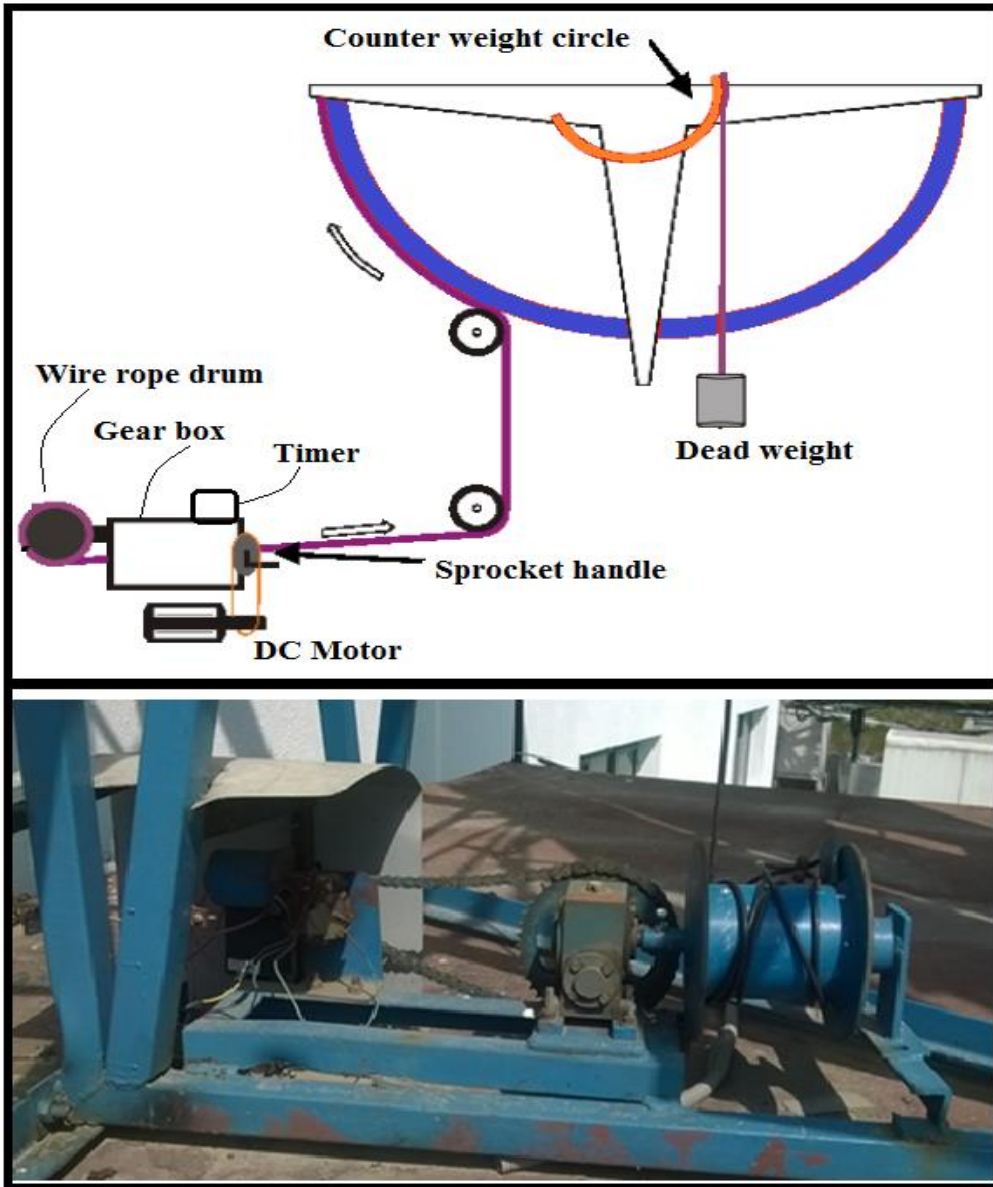 Counter weight circle
Wire rope drum
Gear box
Timer
Dead weight
Sprocket handle
DC Motor